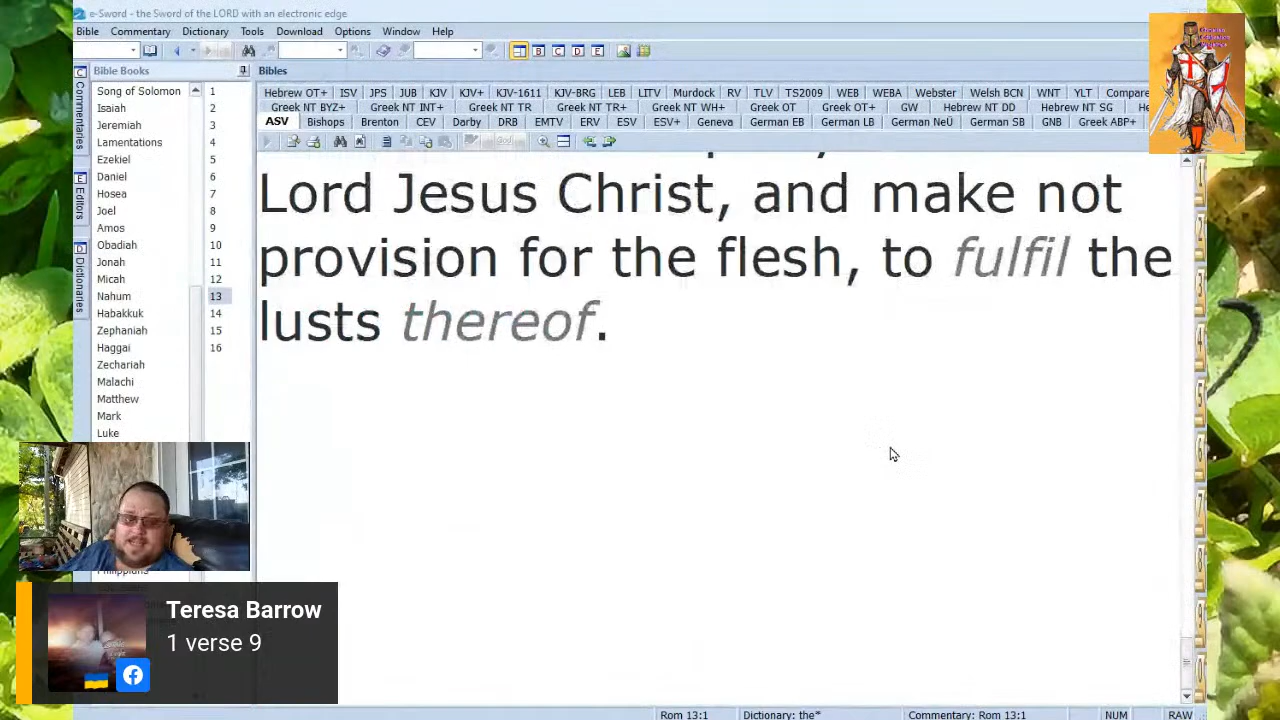 e-Sword - the Sword of the LORD with an electronic edge
Bible Commentary Dictionary Tools Download Options Window Help
Bible Books
Bibles
Commentaries
Editors
Dictionaries
Song of Solomon
Isaiah
Jeremiah
Lamentations
Ezekiel
Daniel
Hosea
Joel
Amos
Obadiah
Jonah
Micah
Nahum
Habakkuk
Zephaniah
Haggai
Zechariah
Malachi
Matthew
Mark
Luke
Philippians
1
2
3
4
5
6
7
8
9
10
11
12
13
14
15
16
Hebrew OT+ ISV JPS JUB KJV KJV+ KJV-1611 KJV-BRG LEB LITV Murdock RV TLV TS2009 WEB WEBA Webster Welsh BCN WNT YLT Compare
Greek NT BYZ+ Greek NT INT+ Greek NT TR Greek NT TR+ Greek NT WH+ Greek OT Greek OT+ GW Hebrew NT DD Hebrew NT SG
ASV Bishops Brenton CEV Darby DRB EMTV ERV ESV ESV+ Geneva German EB German LB German NeÜ German SB GNB Greek ABP+
Lord Jesus Christ, and make not
provision for the flesh, to fulfil the
lusts thereof.
Teresa Barrow
1 verse 9
Rom 13:1 Dictionary: the* Commentary: Rom 13:1 NUM RAW